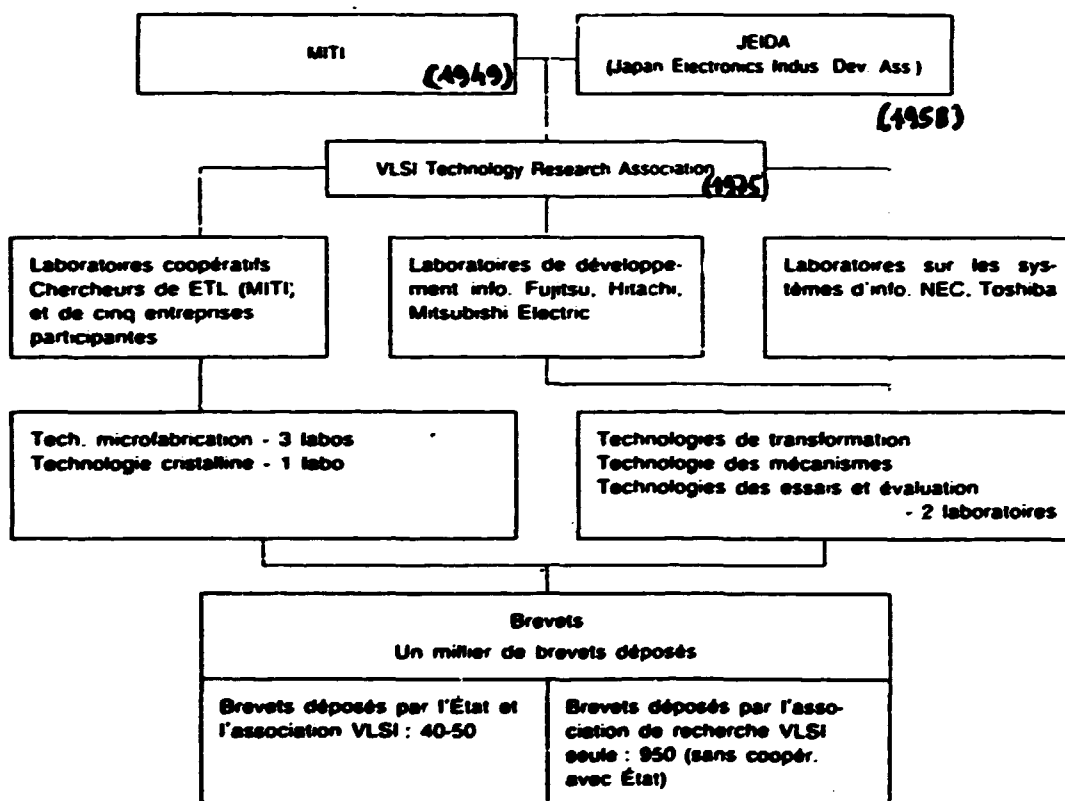 MITI
(1949)
JEIDA
(Japan Electronics Indus. Dev. Ass.)
(1958)
VLSI Technology Research Association
(1975)
Laboratoires coopératifs
Chercheurs de ETL (MITI;
et de cinq entreprises
participantes
Laboratoires de développe-
ment info. Fujitsu, Hitachi,
Mitsubishi Electric
Laboratoires sur les sys-
tèmes d'info. NEC, Toshiba
Tech. microfabrication - 3 labos
Technologie cristalline - 1 labo
Technologies de transformation
Technologie des mécanismes
Technologies des essais et évaluation
- 2 laboratoires
Brevets
Un millier de brevets déposés
Brevets déposés par l'État et
l'association VLSI : 40-50
Brevets déposés par l'asso-
ciation de recherche VLSI
seule : 950 (sans coopér.
avec État)